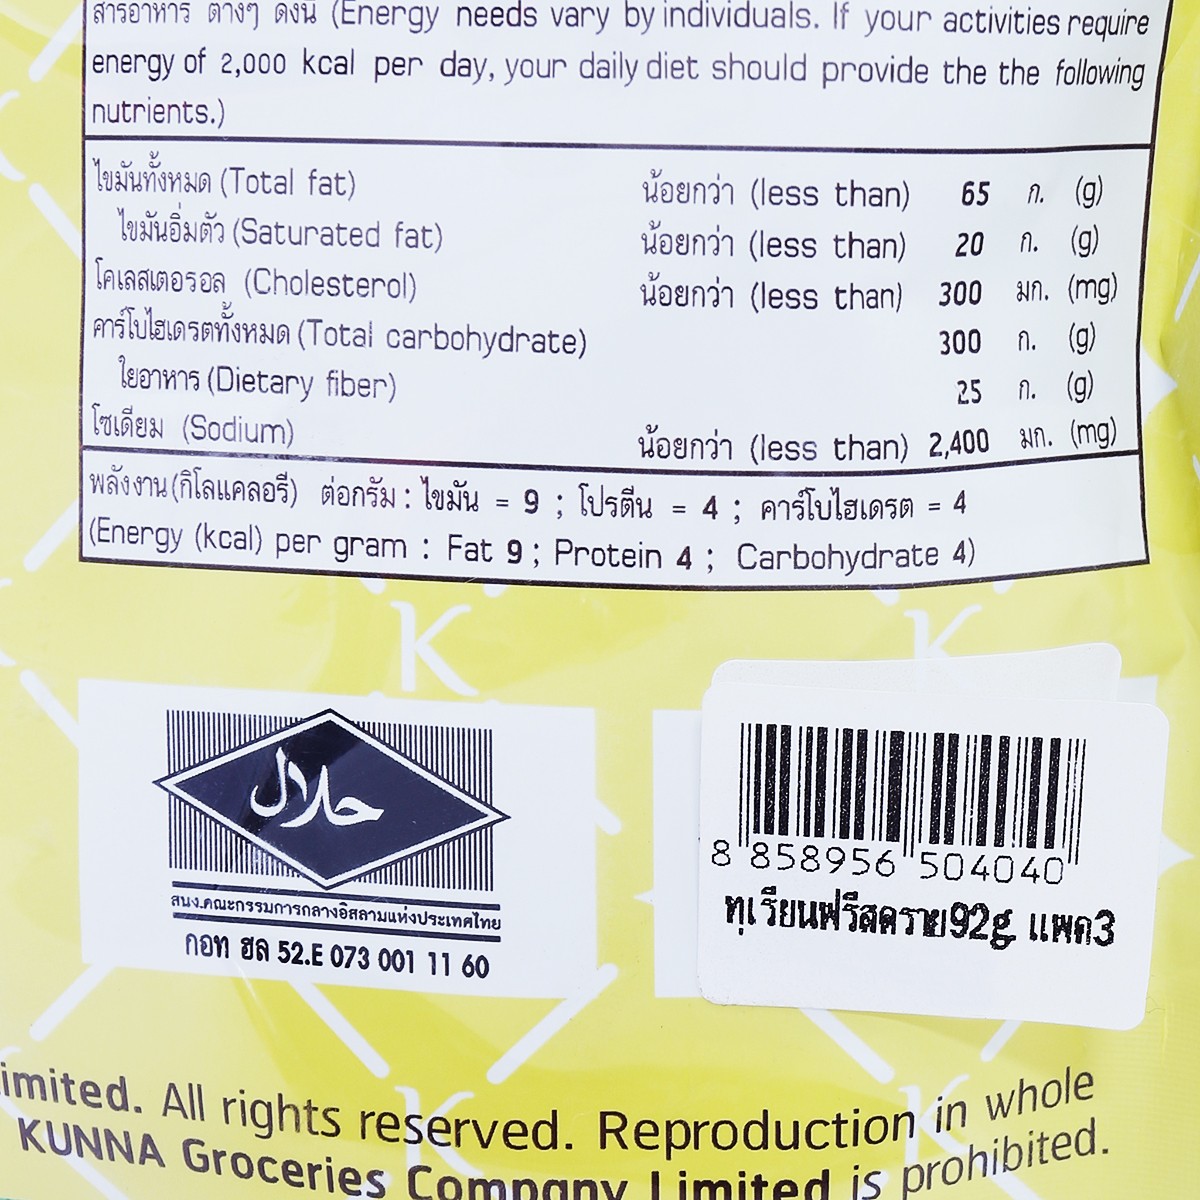 สารอาหาร ต่างๆ ดังนี้ (Energy needs vary by individuals. If your activities require
energy of 2,000 kcal per day, your daily diet should provide the the following
nutrients.)
ไขมันทั้งหมด (Total fat) น้อยกว่า (less than) 65 ก. (g)
ไขมันอิ่มตัว (Saturated fat) น้อยกว่า (less than) 20 ก. (g)
โคเลสเตอรอล (Cholesterol) น้อยกว่า (less than) 300 มก. (mg)
คาร์โบไฮเดรตทั้งหมด (Total carbohydrate) 300 ก. (g)
ใยอาหาร (Dietary fiber) 25 ก. (g)
โซเดียม (Sodium) น้อยกว่า (less than) 2,400 มก. (mg)
พลังงาน (กิโลแคลอรี) ต่อกรัม : ไขมัน = 9 ; โปรตีน = 4 ; คาร์โบไฮเดรต = 4
(Energy (kcal) per gram : Fat 9 ; Protein 4 ; Carbohydrate 4)
K K
حلال
สนง.คณะกรรมการกลางอิสลามแห่งประเทศไทย
กอท ฮล 52.E 073 001 11 60
8 858956 504040
ทุเรียนฟรีสดราย92g แพค3
imited. All rights reserved. Reproduction in whole
KUNNA Groceries Company Limited is prohibited.